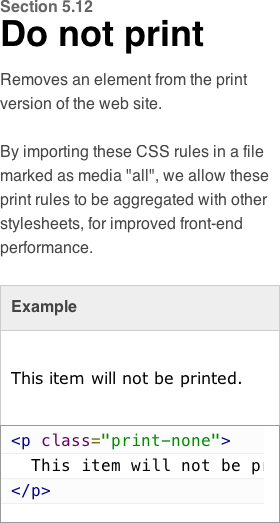 Section 5.12
Do not print
Removes an element from the print
version of the web site.
By importing these CSS rules in a file
marked as media "all", we allow these
print rules to be aggregated with other
stylesheets, for improved front-end
performance.
Example
This item will not be printed.
<p class="print-none">
This item will not be
</p>